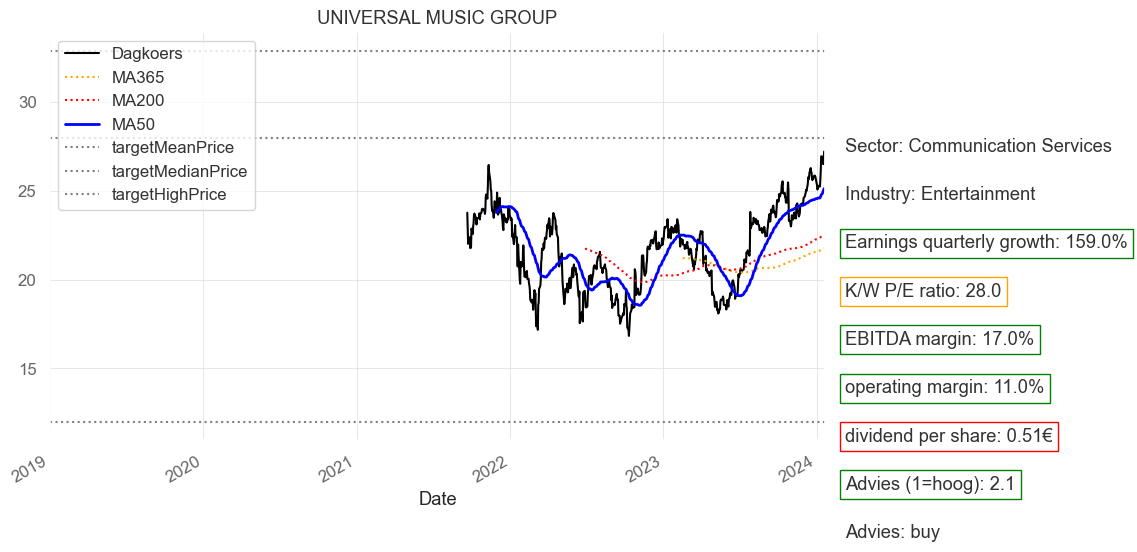 UNIVERSAL MUSIC GROUP
Dagkoers
MA365
MA200
MA50
targetMeanPrice
targetMedianPrice
targetHighPrice
30
25
20
15
2019
2020
2021
2022
2023
2024
Date
Sector: Communication Services
Industry: Entertainment
Earnings quarterly growth: 159.0%
K/W P/E ratio: 28.0
EBITDA margin: 17.0%
operating margin: 11.0%
dividend per share: 0.51€
Advies (1=hoog): 2.1
Advies: buy